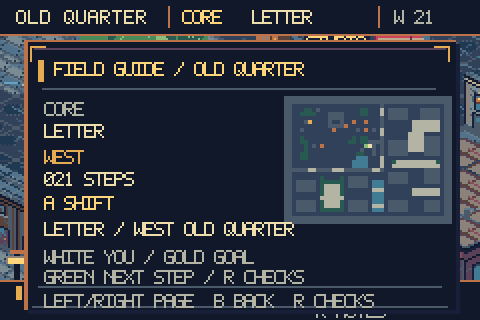 OLD QUARTER CORE LETTER W 21
FIELD GUIDE / OLD QUARTER
CORE
LETTER
WEST
021 STEPS
A SHIFT
LETTER / WEST OLD QUARTER
WHITE YOU / GOLD GOAL
GREEN NEXT STEP / R CHECKS
LEFT/RIGHT PAGE B BACK R CHECKS